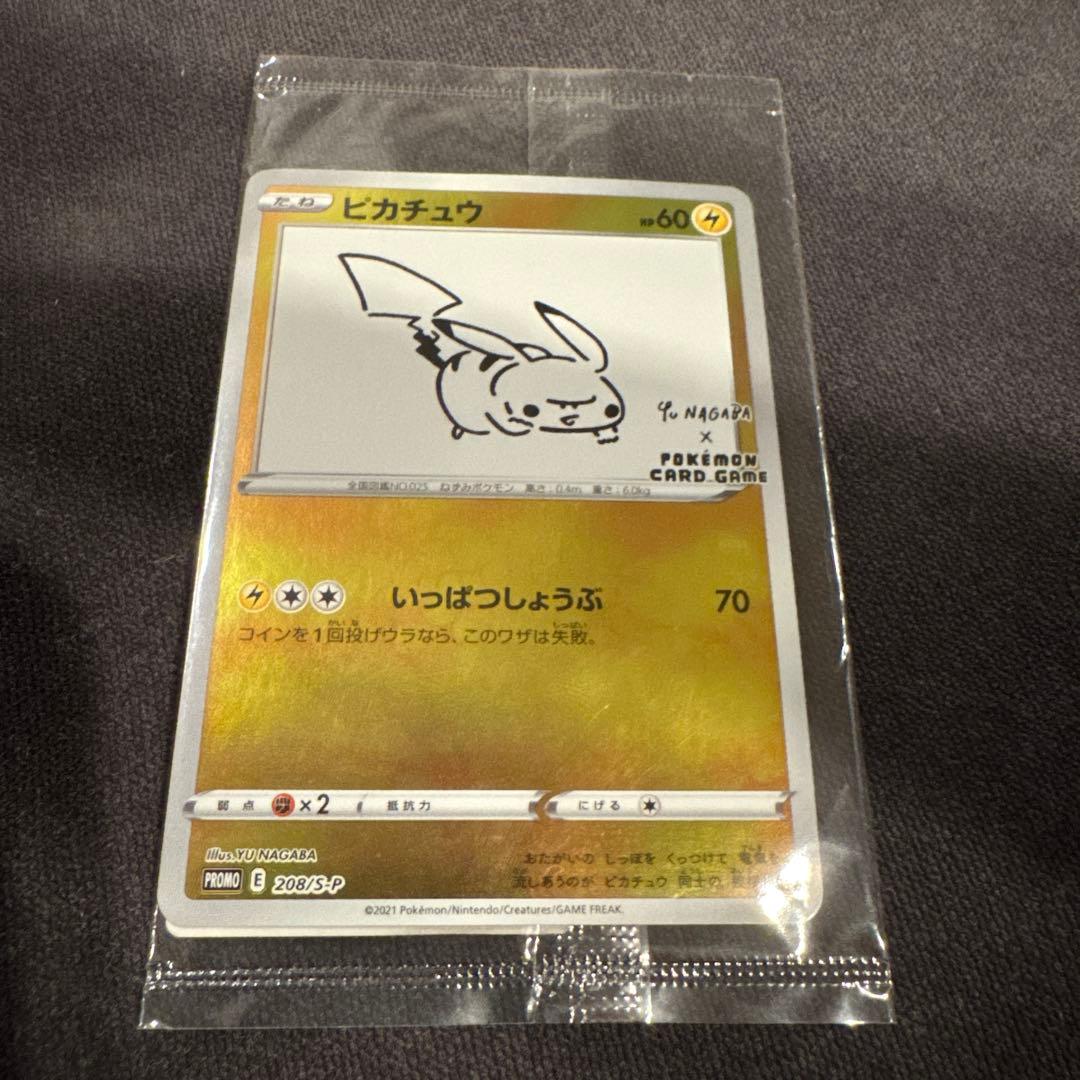 たね ピカチュウ HP60
Yu NAGABA
×
POKÉMON
CARD GAME
全国図鑑NO.025 ねずみポケモン 高さ:0.4m 重さ:6.0kg
いっぱつしょうぶ 70
コインを1回投げウラなら、このワザは失敗。
弱点 ×2 抵抗力 にげる
Illus.YU NAGABA
PROMO E 208/S-P
おたがいの しっぽを くっつけて 電気を
流しあうのが ピカチュウ 同士の
©2021 Pokémon/Nintendo/Creatures/GAME FREAK.